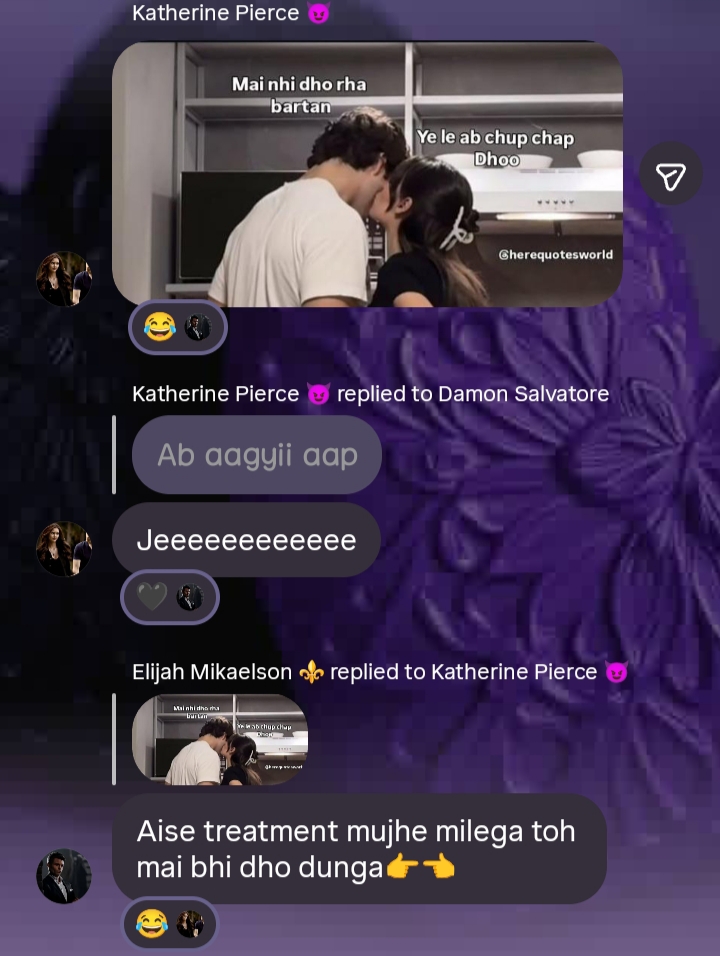 Katherine Pierce 😈
Mai nhi dho rha
bartan
Ye le ab chup chap
Dhoo
@herequotesworld
😂
Katherine Pierce 😈 replied to Damon Salvatore
Ab aagyii aap
Jeeeeeeeeeeeee
🖤
Elijah Mikaelson ⚜️ replied to Katherine Pierce 😈
Mai nhi dho rha
bartan
Ye le ab chup chap
Dhoo
@herequotesworld
Aise treatment mujhe milega toh
mai bhi dho dunga👉👈
😂